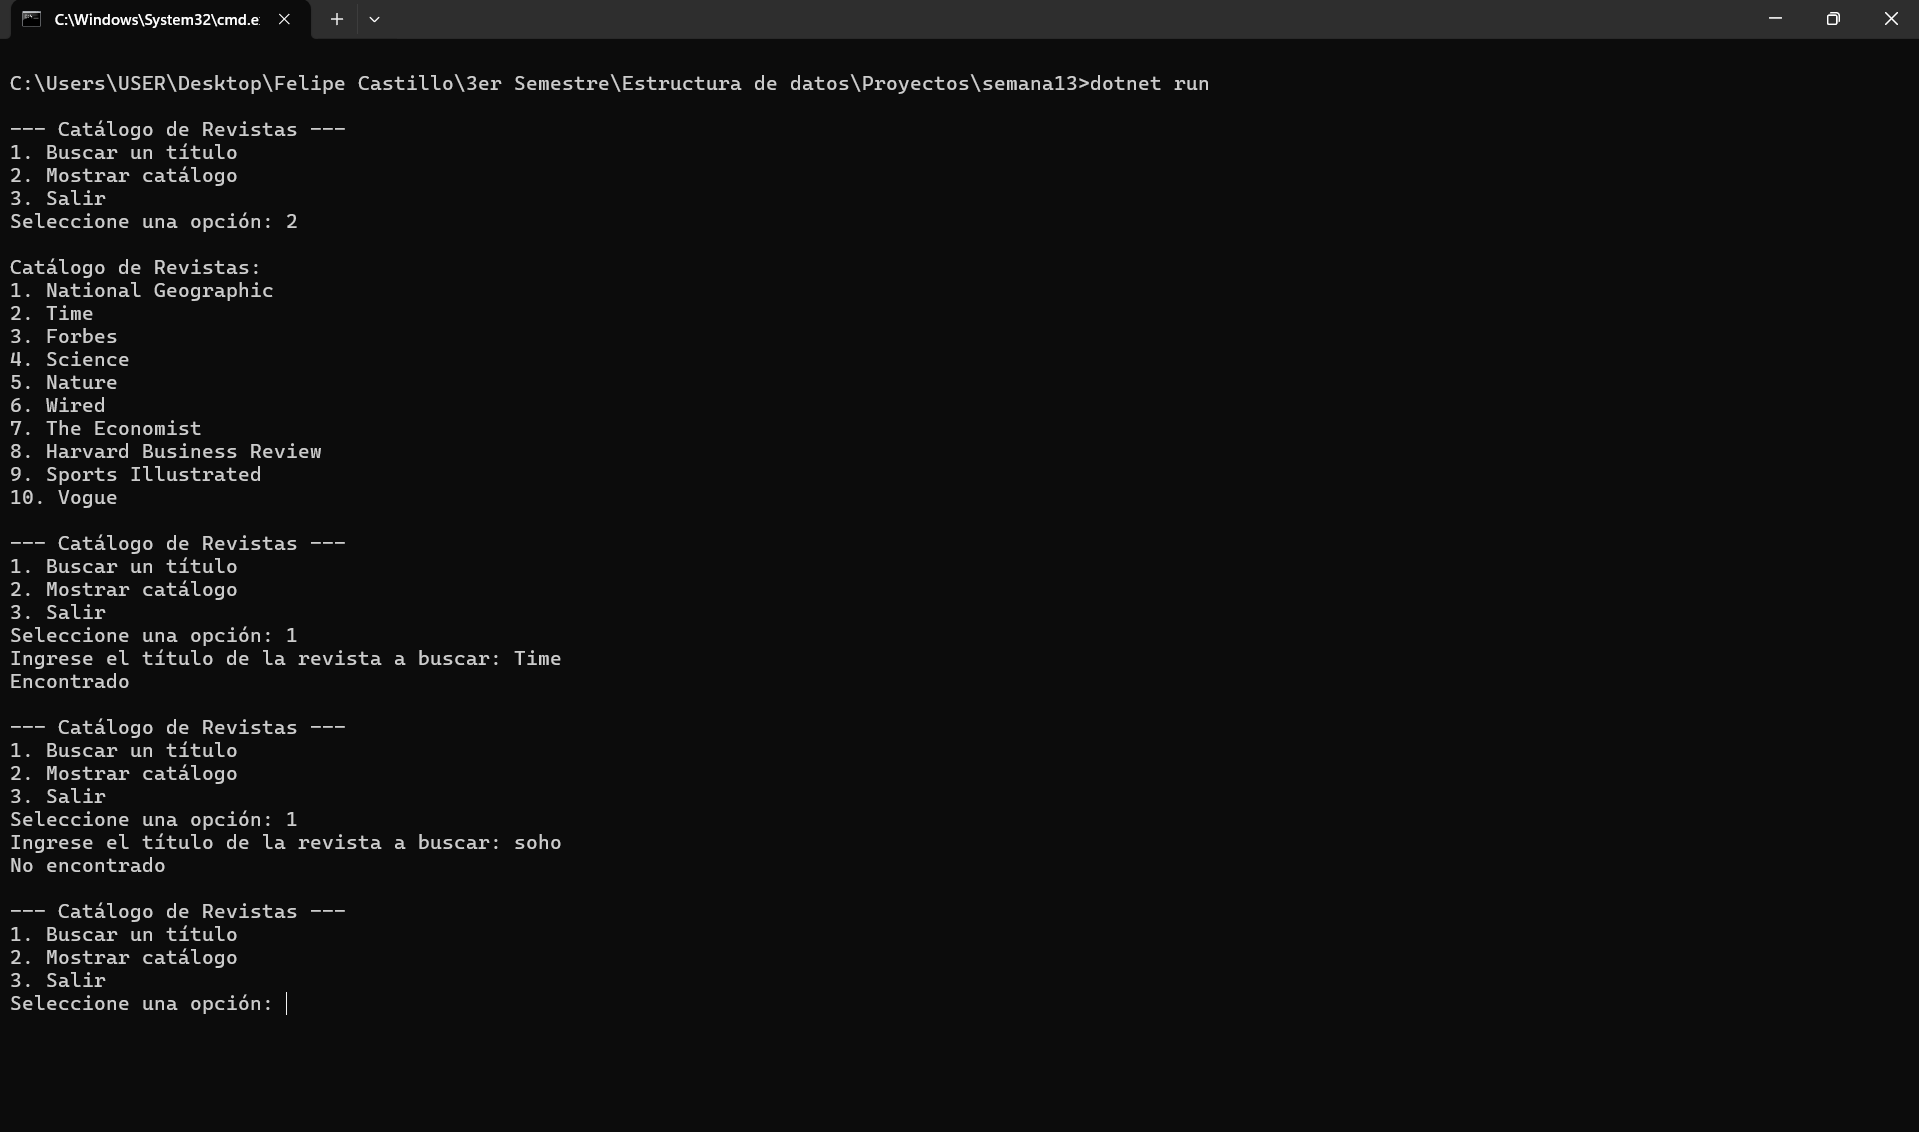 C:\Windows\System32\cmd.e
C:\Users\USER\Desktop\Felipe Castillo\3er Semestre\Estructura de datos\Proyectos\semana13>dotnet run
--- Catálogo de Revistas ---
1. Buscar un título
2. Mostrar catálogo
3. Salir
Seleccione una opción: 2
Catálogo de Revistas:
1. National Geographic
2. Time
3. Forbes
4. Science
5. Nature
6. Wired
7. The Economist
8. Harvard Business Review
9. Sports Illustrated
10. Vogue
--- Catálogo de Revistas ---
1. Buscar un título
2. Mostrar catálogo
3. Salir
Seleccione una opción: 1
Ingrese el título de la revista a buscar: Time
Encontrado
--- Catálogo de Revistas ---
1. Buscar un título
2. Mostrar catálogo
3. Salir
Seleccione una opción: 1
Ingrese el título de la revista a buscar: soho
No encontrado
--- Catálogo de Revistas ---
1. Buscar un título
2. Mostrar catálogo
3. Salir
Seleccione una opción: